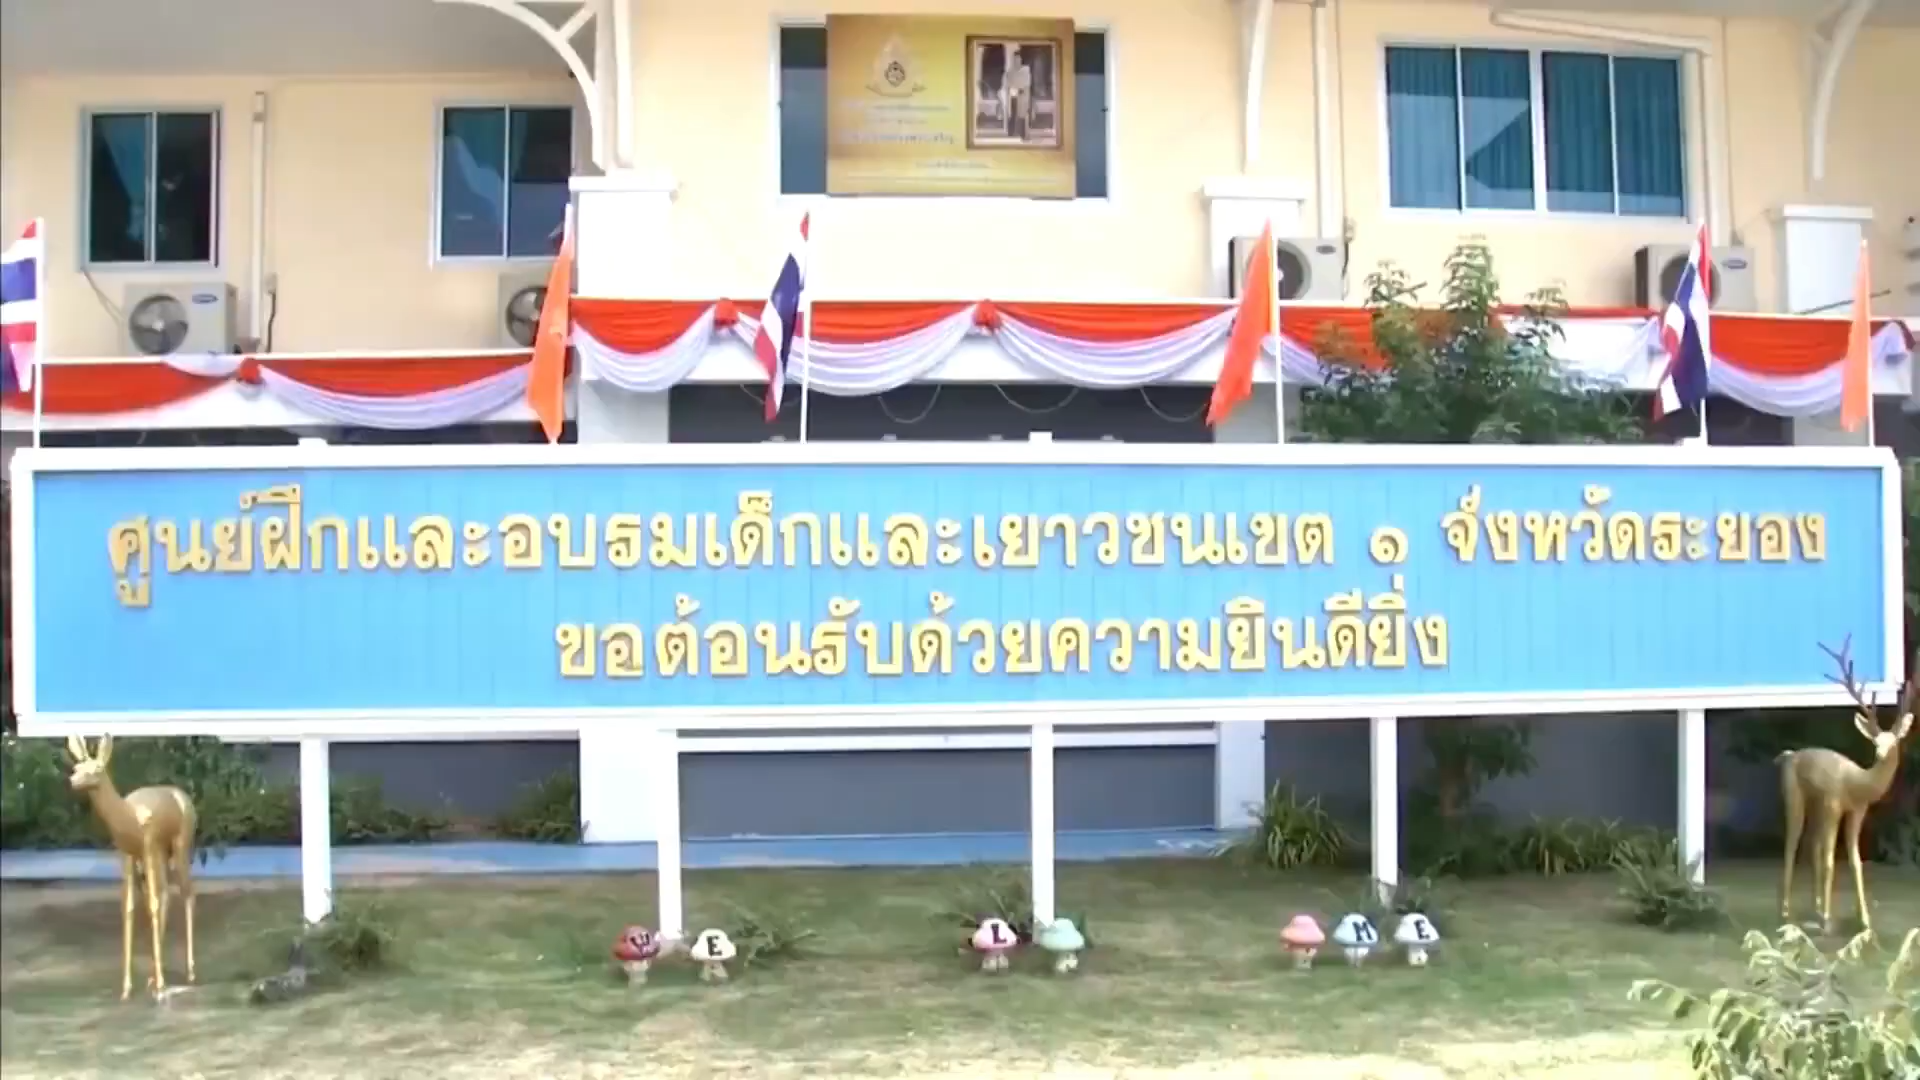 ศูนย์ฝึกและอบรมเด็กและเยาวชนเขต ๑ จังหวัดระยอง
ขอต้อนรับด้วยความยินดียิ่ง
W E L M E